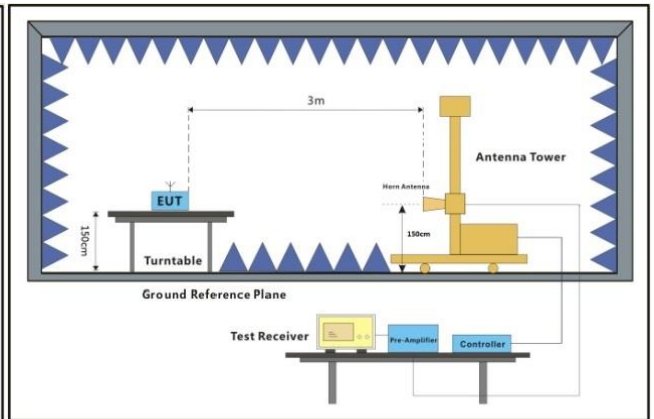 3m
Antenna Tower
Horn Antenna
EUT
150cm
150cm
Turntable
Ground Reference Plane
Test Receiver
Pre-Amplifier
Controller